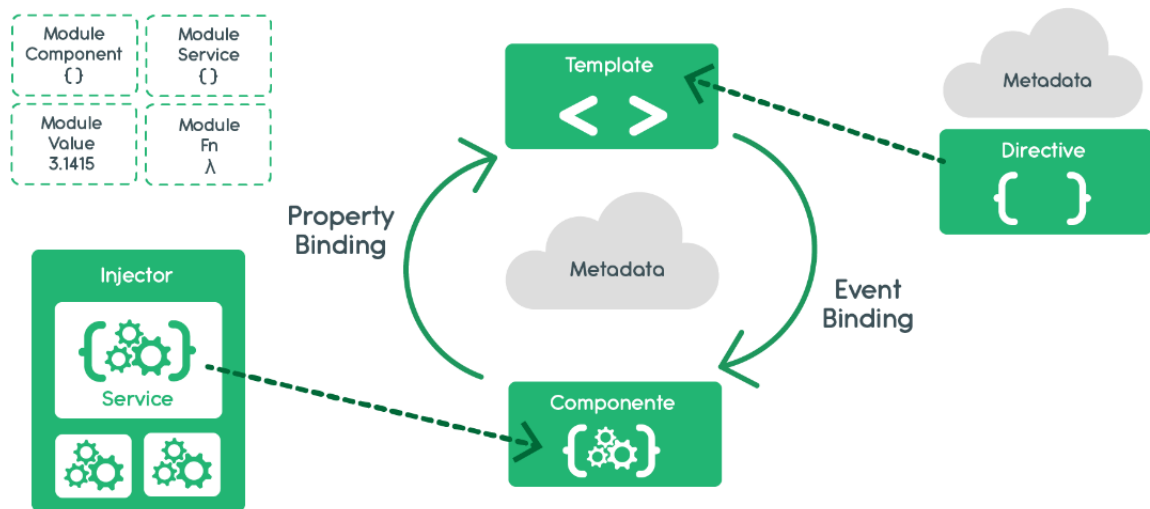 Module
Component
{}
Module
Service
{}
Module
Value
3.1415
Module
Fn
λ
Template
< >
Metadata
Directive
{ }
Property
Binding
Metadata
Event
Binding
Injector
{ }
Service
Componente
{ }